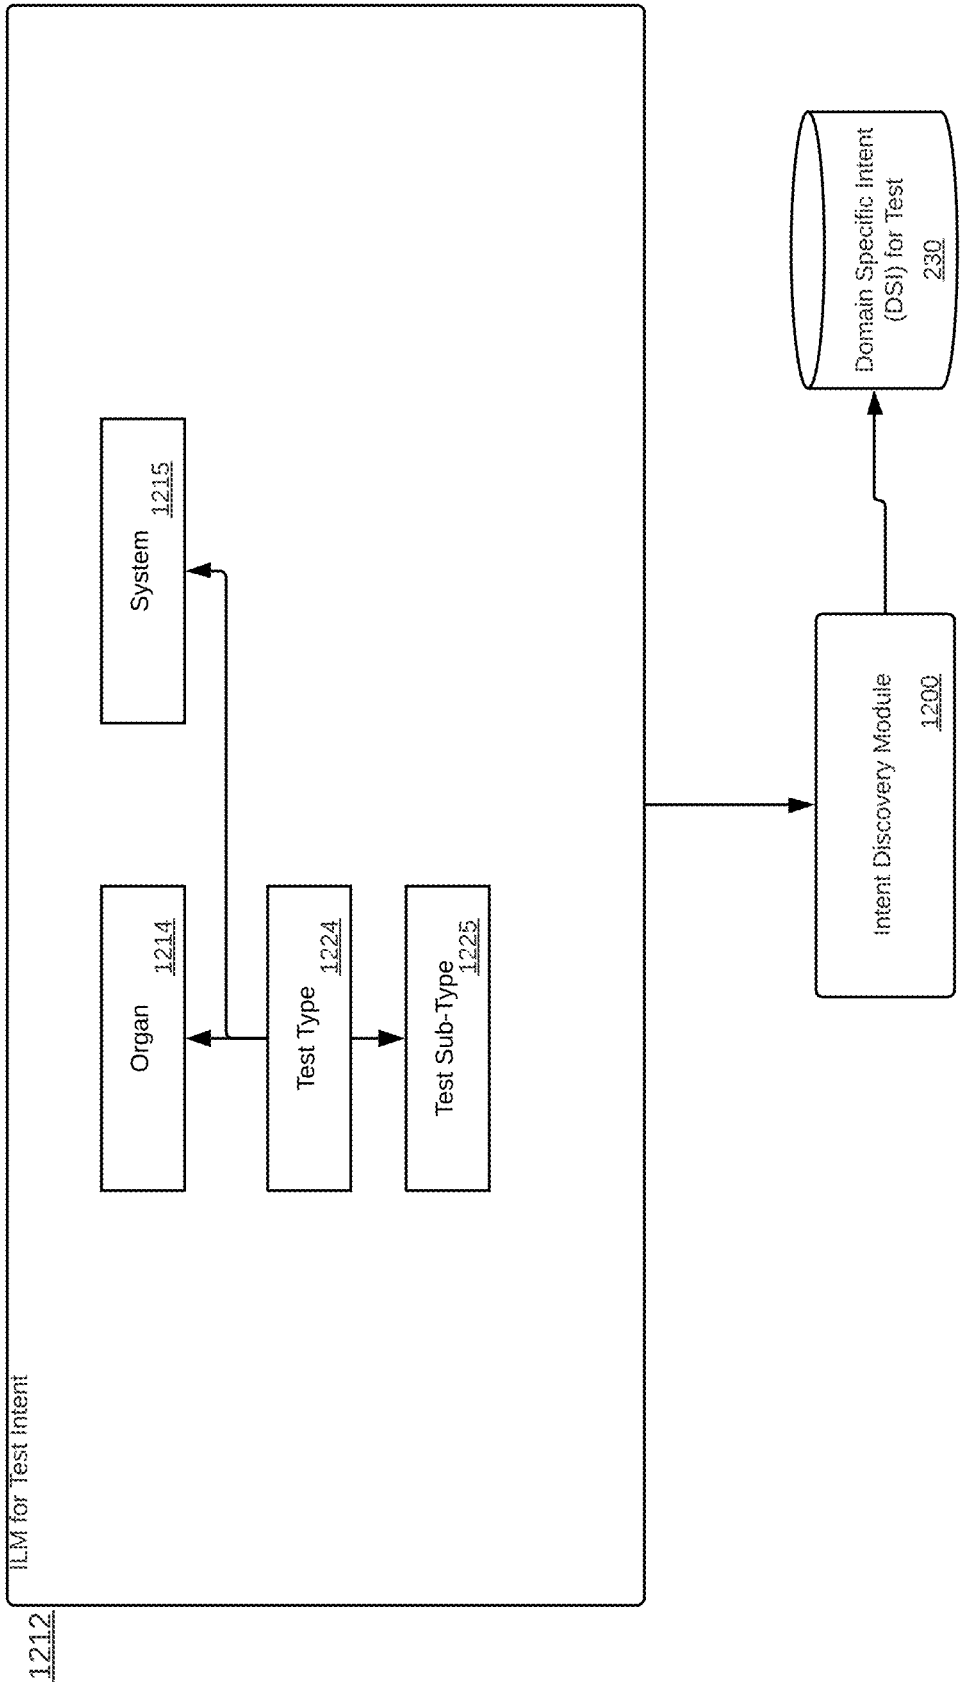 1212
ILM for Test Intent
Organ
1214
System
1215
Test Type
1224
Test Sub-Type
1225
Intent Discovery Module
1200
Domain Specific Intent
(DSI) for Test
230